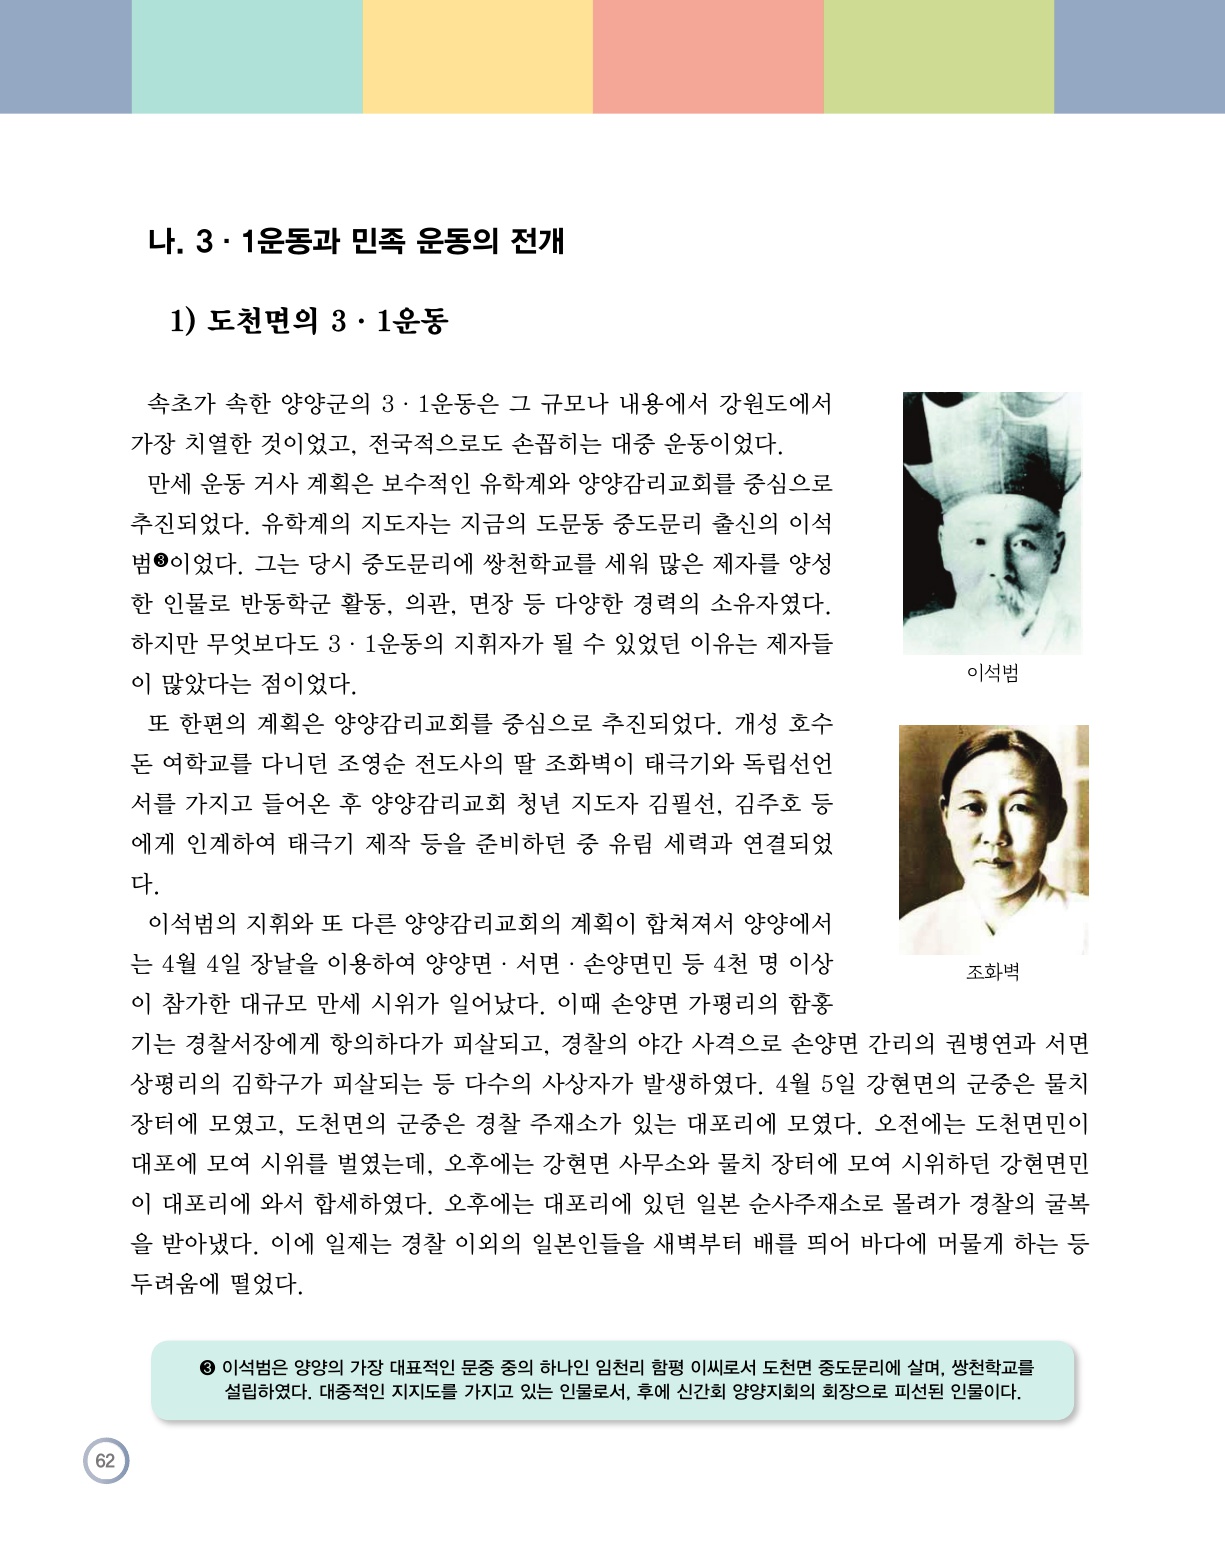 나. 3 · 1운동과 민족 운동의 전개
1) 도천면의 3 · 1운동
속초가 속한 양양군의 3 · 1운동은 그 규모나 내용에서 강원도에서
가장 치열한 것이었고, 전국적으로도 손꼽히는 대중 운동이었다.
만세 운동 거사 계획은 보수적인 유학계와 양양감리교회를 중심으로
추진되었다. 유학계의 지도자는 지금의 도문동 중도문리 출신의 이석
범❸이었다. 그는 당시 중도문리에 쌍천학교를 세워 많은 제자를 양성
한 인물로 반동학군 활동, 의관, 면장 등 다양한 경력의 소유자였다.
하지만 무엇보다도 3 · 1운동의 지휘자가 될 수 있었던 이유는 제자들
이 많았다는 점이었다.
또 한편의 계획은 양양감리교회를 중심으로 추진되었다. 개성 호수
돈 여학교를 다니던 조영순 전도사의 딸 조화벽이 태극기와 독립선언
서를 가지고 들어온 후 양양감리교회 청년 지도자 김필선, 김주호 등
에게 인계하여 태극기 제작 등을 준비하던 중 유림 세력과 연결되었
다.
이석범의 지휘와 또 다른 양양감리교회의 계획이 합쳐져서 양양에서
는 4월 4일 장날을 이용하여 양양면 · 서면 · 손양면민 등 4천 명 이상
이 참가한 대규모 만세 시위가 일어났다. 이때 손양면 가평리의 함홍
기는 경찰서장에게 항의하다가 피살되고, 경찰의 야간 사격으로 손양면 간리의 권병연과 서면
상평리의 김학구가 피살되는 등 다수의 사상자가 발생하였다. 4월 5일 강현면의 군중은 물치
장터에 모였고, 도천면의 군중은 경찰 주재소가 있는 대포리에 모였다. 오전에는 도천면민이
대포에 모여 시위를 벌였는데, 오후에는 강현면 사무소와 물치 장터에 모여 시위하던 강현면민
이 대포리에 와서 합세하였다. 오후에는 대포리에 있던 일본 순사주재소로 몰려가 경찰의 굴복
을 받아냈다. 이에 일제는 경찰 이외의 일본인들을 새벽부터 배를 띄어 바다에 머물게 하는 등
두려움에 떨었다.
이석범
조화벽
❸ 이석범은 양양의 가장 대표적인 문중 중의 하나인 임천리 함평 이씨로서 도천면 중도문리에 살며, 쌍천학교를
설립하였다. 대중적인 지지도를 가지고 있는 인물로서, 후에 신간회 양양지회의 회장으로 피선된 인물이다.
62